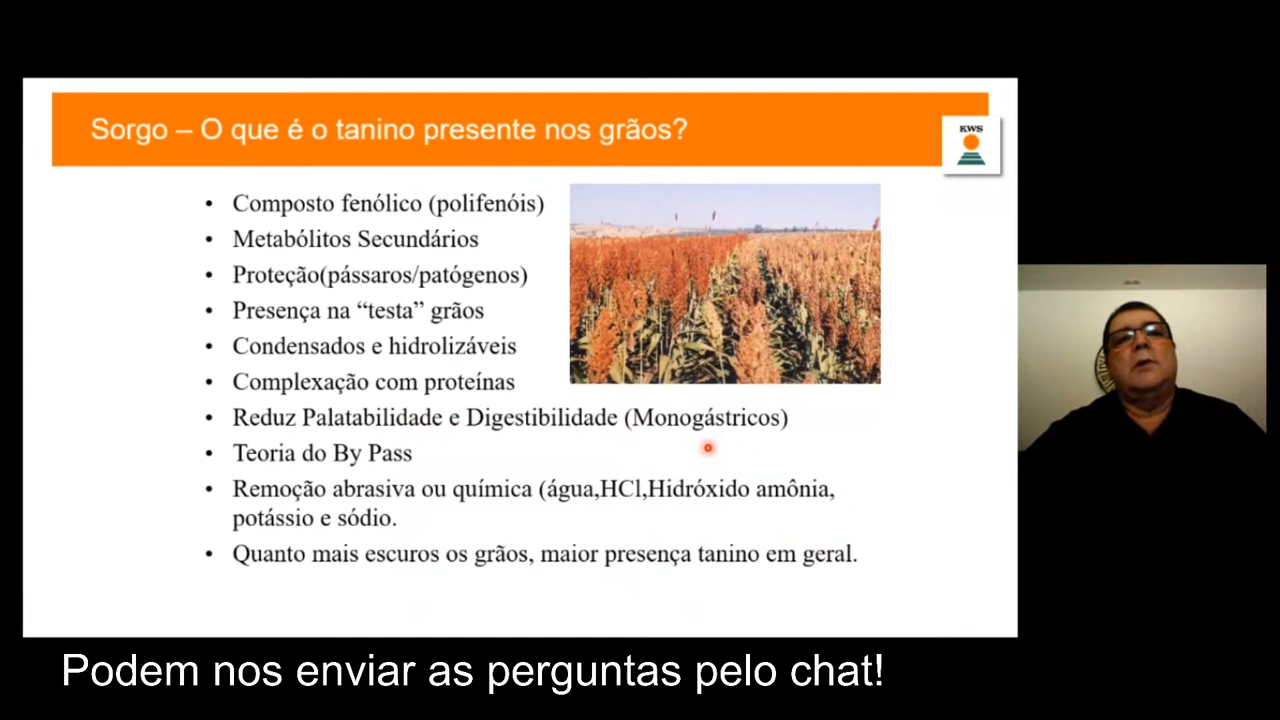 Sorgo – O que é o tanino presente nos grãos?
KWS
• Composto fenólico (polifenóis)
• Metabólitos Secundários
• Proteção(pássaros/patógenos)
• Presença na “testa” grãos
• Condensados e hidrolizáveis
• Complexação com proteínas
• Reduz Palatabilidade e Digestibilidade (Monogástricos)
• Teoria do By Pass
• Remoção abrasiva ou química (água,HCl,Hidróxido amônia,
potássio e sódio.
• Quanto mais escuros os grãos, maior presença tanino em geral.
Podem nos enviar as perguntas pelo chat!